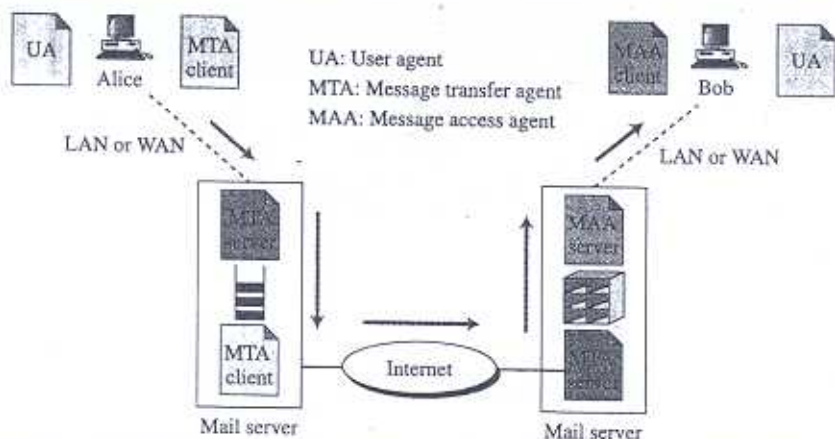 UA
Alice
MTA
client
UA: User agent
MTA: Message transfer agent
MAA: Message access agent
MAA
client
Bob
UA
LAN or WAN
LAN or WAN
MTA
server
MTA
client
Mail server
Internet
MAA
server
MTA
server
Mail server